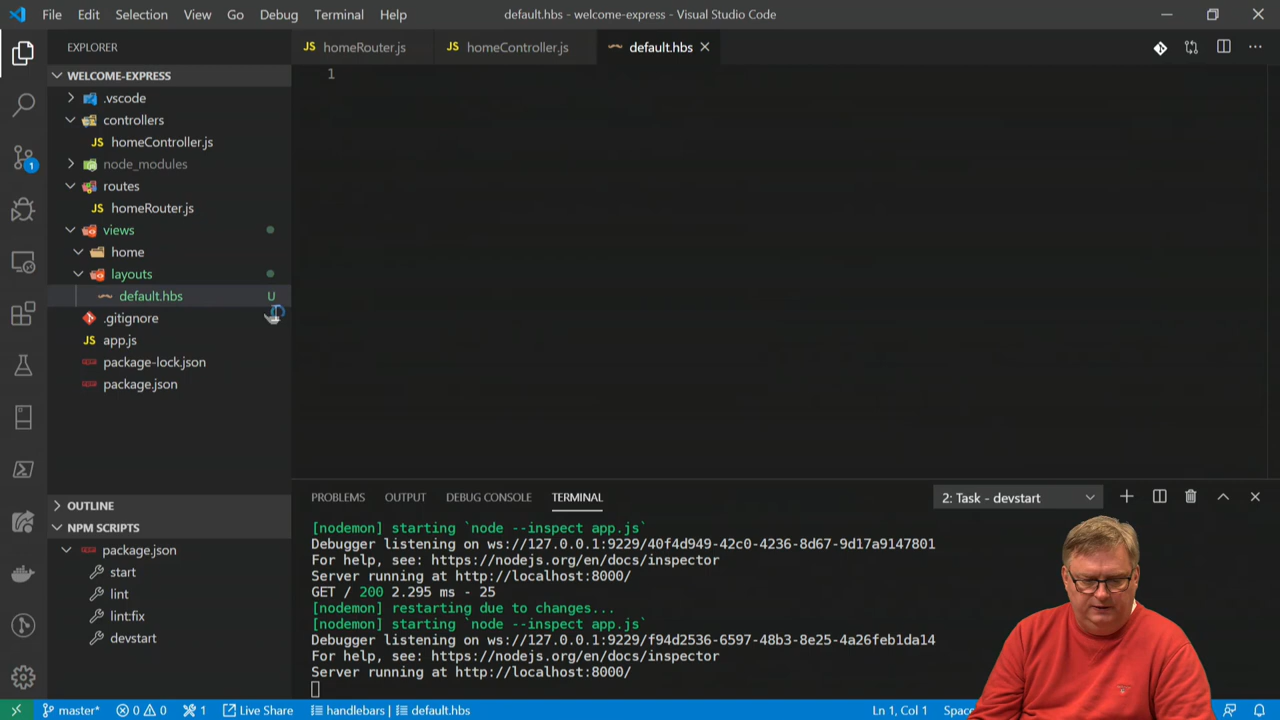 File Edit Selection View Go Debug Terminal Help
default.hbs - welcome-express - Visual Studio Code
EXPLORER
JS homeRouter.js
JS homeController.js
default.hbs
WELCOME-EXPRESS
.vscode
controllers
JS homeController.js
node_modules
routes
JS homeRouter.js
views
home
layouts
default.hbs U
.gitignore
JS app.js
package-lock.json
package.json
1
1
OUTLINE
NPM SCRIPTS
package.json
start
lint
lint:fix
devstart
PROBLEMS OUTPUT DEBUG CONSOLE TERMINAL
2: Task - devstart
[nodemon] starting `node --inspect app.js`
Debugger listening on ws://127.0.0.1:9229/40f4d949-42c0-4236-8d67-9d17a9147801
For help, see: https://nodejs.org/en/docs/inspector
Server running at http://localhost:8000/
GET / 200 2.295 ms - 25
[nodemon] restarting due to changes...
[nodemon] starting `node --inspect app.js`
Debugger listening on ws://127.0.0.1:9229/f94d2536-6597-48b3-8e25-4a26feb1da14
For help, see: https://nodejs.org/en/docs/inspector
Server running at http://localhost:8000/
master* 0 0 1 Live Share handlebars default.hbs Ln 1, Col 1